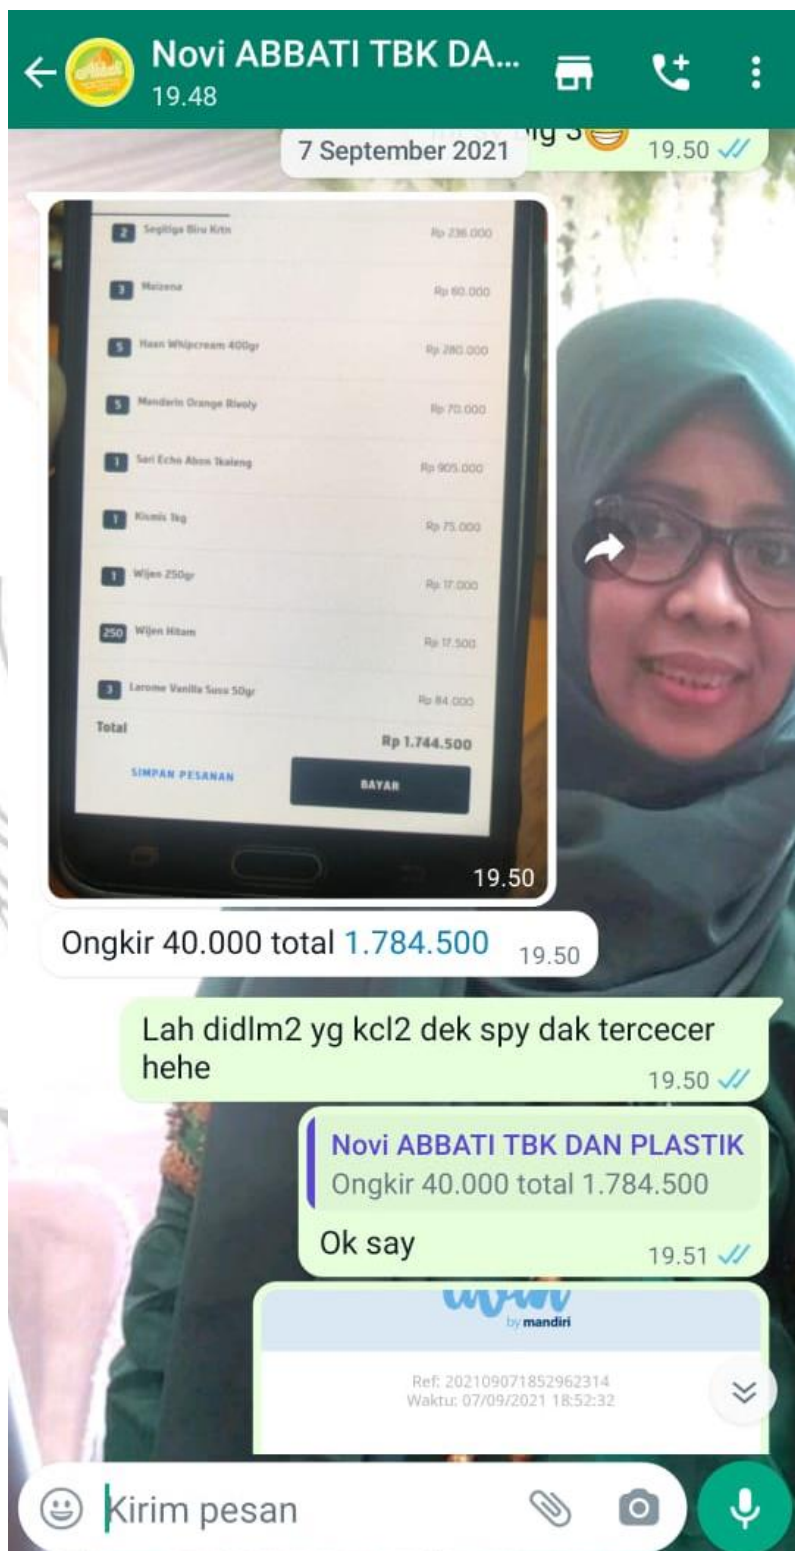 Novi ABBATI TBK DA...
19.48
7 September 2021
19.50
2 Segitiga Biru Krtn Rp 236.000
3 Maizena Rp 60.000
5 Haan Whipcream 400gr Rp 280.000
5 Mandarin Orange Rivoly Rp 70.000
1 Sari Echo Abon 1kaleng Rp 905.000
1 Kismis 1kg Rp 75.000
1 Wijen 250gr Rp 17.000
250 Wijen Hitam Rp 17.500
3 Larome Vanilla Susu 50gr Rp 84.000
Total Rp 1.744.500
SIMPAN PESANAN BAYAR
19.50
Ongkir 40.000 total 1.784.500 19.50
Lah didlm2 yg kcl2 dek spy dak tercecer
hehe 19.50
Novi ABBATI TBK DAN PLASTIK
Ongkir 40.000 total 1.784.500
Ok say 19.51
livin'
by mandiri
Ref: 202109071852962314
Waktu: 07/09/2021 18:52:32
Kirim pesan